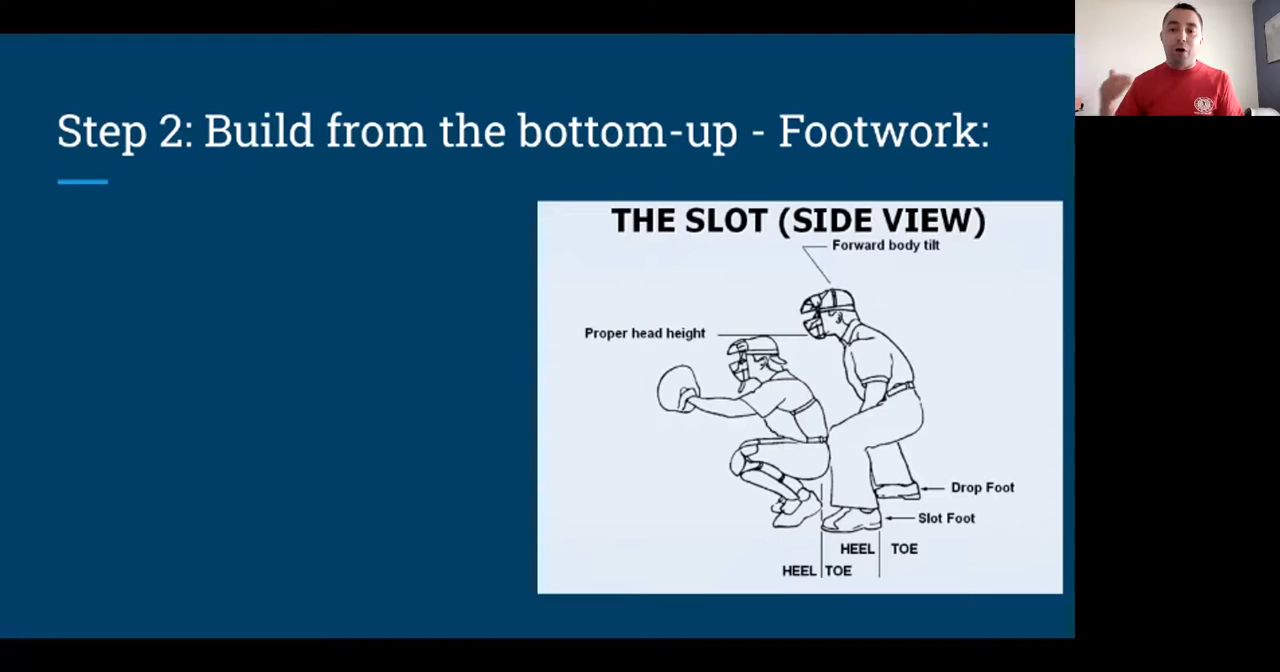 Step 2: Build from the bottom-up - Footwork:
THE SLOT (SIDE VIEW)
Forward body tilt
Proper head height
Drop Foot
Slot Foot
HEEL TOE
HEEL TOE